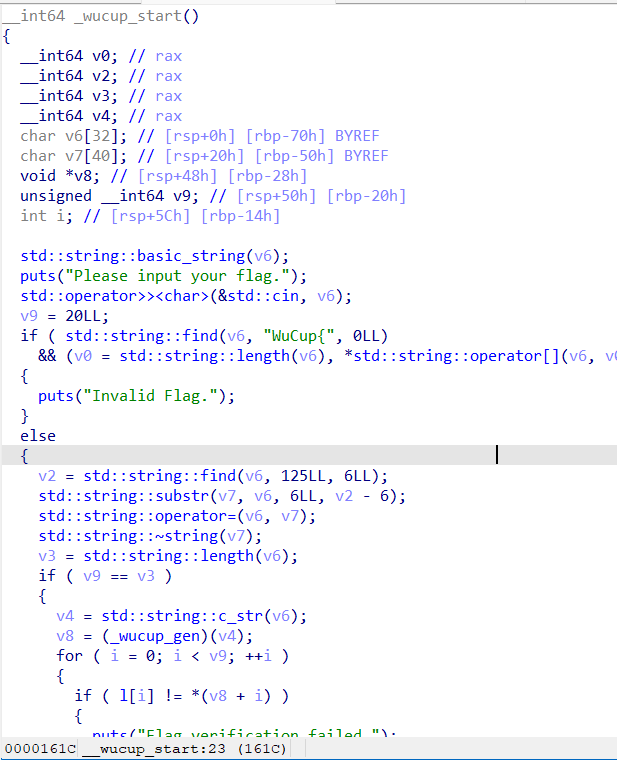 __int64 _wucup_start()
{
  __int64 v0; // rax
  __int64 v2; // rax
  __int64 v3; // rax
  __int64 v4; // rax
  char v6[32]; // [rsp+0h] [rbp-70h] BYREF
  char v7[40]; // [rsp+20h] [rbp-50h] BYREF
  void *v8; // [rsp+48h] [rbp-28h]
  unsigned __int64 v9; // [rsp+50h] [rbp-20h]
  int i; // [rsp+5Ch] [rbp-14h]

  std::string::basic_string(v6);
  puts("Please input your flag.");
  std::operator>><char>(&std::cin, v6);
  v9 = 20LL;
  if ( std::string::find(v6, "WuCup{", 0LL)
    && (v0 = std::string::length(v6), *std::string::operator[](v6, v0
  {
    puts("Invalid Flag.");
  }
  else
  {
    v2 = std::string::find(v6, 125LL, 6LL);
    std::string::substr(v7, v6, 6LL, v2 - 6);
    std::string::operator=(v6, v7);
    std::string::~string(v7);
    v3 = std::string::length(v6);
    if ( v9 == v3 )
    {
      v4 = std::string::c_str(v6);
      v8 = (_wucup_gen)(v4);
      for ( i = 0; i < v9; ++i )
      {
        if ( l[i] != *(v8 + i) )
        {
          puts("Flag verification failed.");
0000161C __wucup_start:23 (161C)